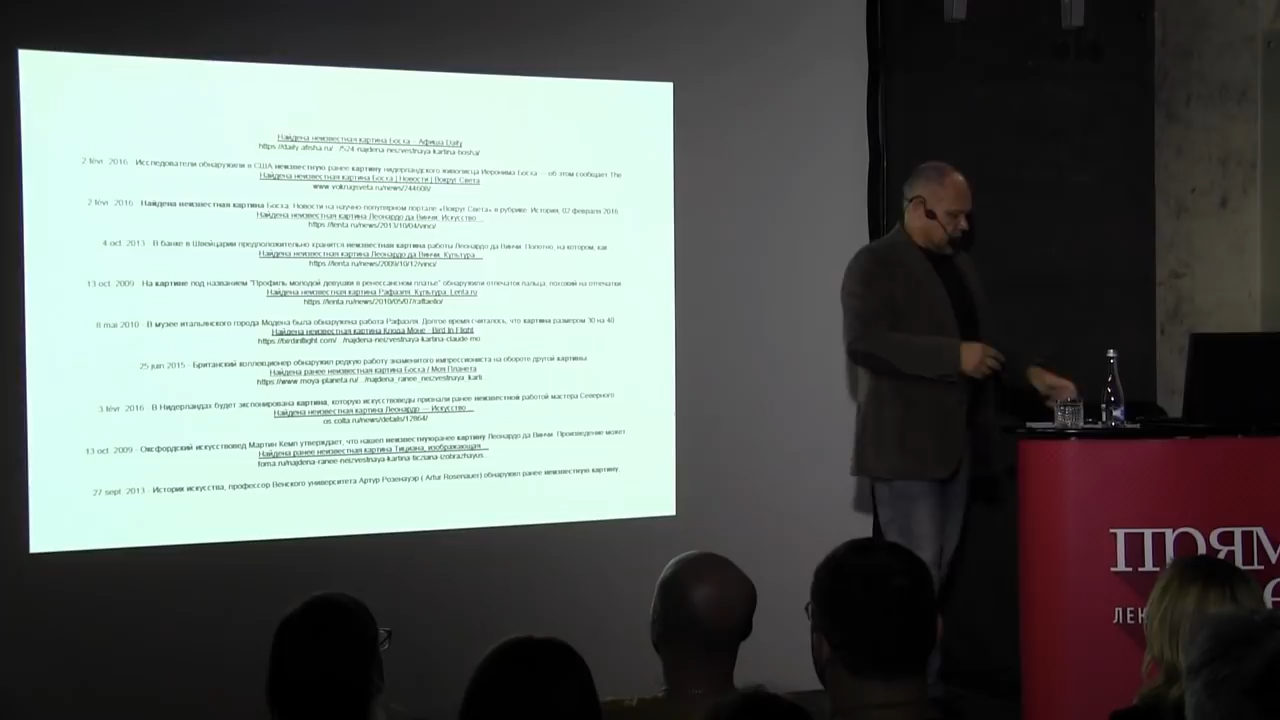 Найдена неизвестная картина Босха - Афиша Daily
https://daily.afisha.ru/ /7524-najdena-neizvestnaya-kartina-bosha/
2 févr. 2016 - Исследователи обнаружили в США неизвестную ранее картину нидерландского живописца Иеронима Босха — об этом сообщает The
Найдена неизвестная картина Босха | Новости | Вокруг Света
www.vokrugsveta.ru/news/244608/
2 févr. 2016 - Найдена неизвестная картина Босха. Новости на научно-популярном портале «Вокруг Света» в рубрике: История, 02 февраля 2016
Найдена неизвестная картина Леонардо да Винчи: Искусство...
https://lenta.ru/news/2013/10/04/vinci/
4 oct. 2013 - В банке в Швейцарии предположительно хранится неизвестная картина работы Леонардо да Винчи. Полотно, на котором, как
Найдена неизвестная картина Леонардо да Винчи: Культура...
https://lenta.ru/news/2009/10/12/vinci/
13 oct. 2009 - На картине под названием "Профиль молодой девушки в ренессансном платье" обнаружили отпечаток пальца, похожий на отпечаток
Найдена неизвестная картина Рафаэля: Культура: Lenta.ru
https://lenta.ru/news/2010/05/07/raffaello/
8 mai 2010 - В музее итальянского города Модена была обнаружена работа Рафаэля. Долгое время считалось, что картина размером 30 на 40
Найдена неизвестная картина Клода Моне - Bird In Flight
https://birdinflight.com/ /najdena-neizvestnaya-kartina-claude-mo
25 juin 2015 - Британский коллекционер обнаружил редкую работу знаменитого импрессиониста на обороте другой картины
Найдена ранее неизвестная картина Босха / Моя Планета
https://www.moya-planeta.ru/.../najdena_ranee_neizvestnaya_karti
3 févr. 2016 - В Нидерландах будет экспонирована картина, которую искусствоведы признали ранее неизвестной работой мастера Северного
Найдена неизвестная картина Леонардо — Искусство...
os.colta.ru/news/details/12864/
13 oct. 2009 - Оксфордский искусствовед Мартин Кемп утверждает, что нашел неизвестную ранее картину Леонардо да Винчи. Произведение может
Найдена ранее неизвестная картина Тициана, изображающая...
foma.ru/najdena-ranee-neizvestnaya-kartina-ticziana-izobrazhayus...
27 sept. 2013 - Историк искусства, профессор Венского университета Артур Розенауэр ( Artur Rosenauer) обнаружил ранее неизвестную картину.
ПРЯМ
ЛЕК